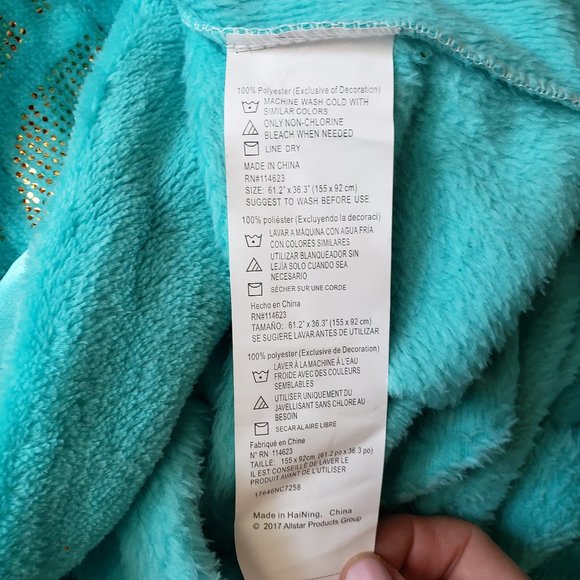 100% Polyester (Exclusive of Decoration)
MACHINE WASH COLD WITH
SIMILAR COLORS
ONLY NON-CHLORINE
BLEACH WHEN NEEDED
LINE DRY
MADE IN CHINA
RN#114623
SIZE: 61.2" x 36.3" (155 x 92 cm)
SUGGEST TO WASH BEFORE USE
100% poliéster (Excluyendo la decoraci)
LAVAR A MÁQUINA CON AGUA FRÍA
CON COLORES SIMILARES
UTILIZAR BLANQUEADOR SIN
LEJÍA SOLO CUANDO SEA
NECESARIO
SÉCHER SUR UNE CORDE
Hecho en China
RN#114623
TAMAÑO: 61.2" x 36.3" (155 x 92 cm)
SE SUGIERE LAVAR ANTES DE UTILIZAR
100% polyester (Exclusive de Decoration)
LAVER À LA MACHINE À L'EAU
FROIDE AVEC DES COULEURS
SEMBLABLES
UTILISER UNIQUEMENT DU
JAVELLISANT SANS CHLORE AU
BESOIN
SECAR AL AIRE LIBRE
Fabriqué en Chine
N° RN 114623
TAILLE: 155 x 92cm (61.2 po x 36.3 po)
IL EST CONSEILLÉ DE LAVER LE
PRODUIT AVANT DE L'UTILISER
17646NC7258
Made in HaiNing, China
© 2017 Allstar Products Group